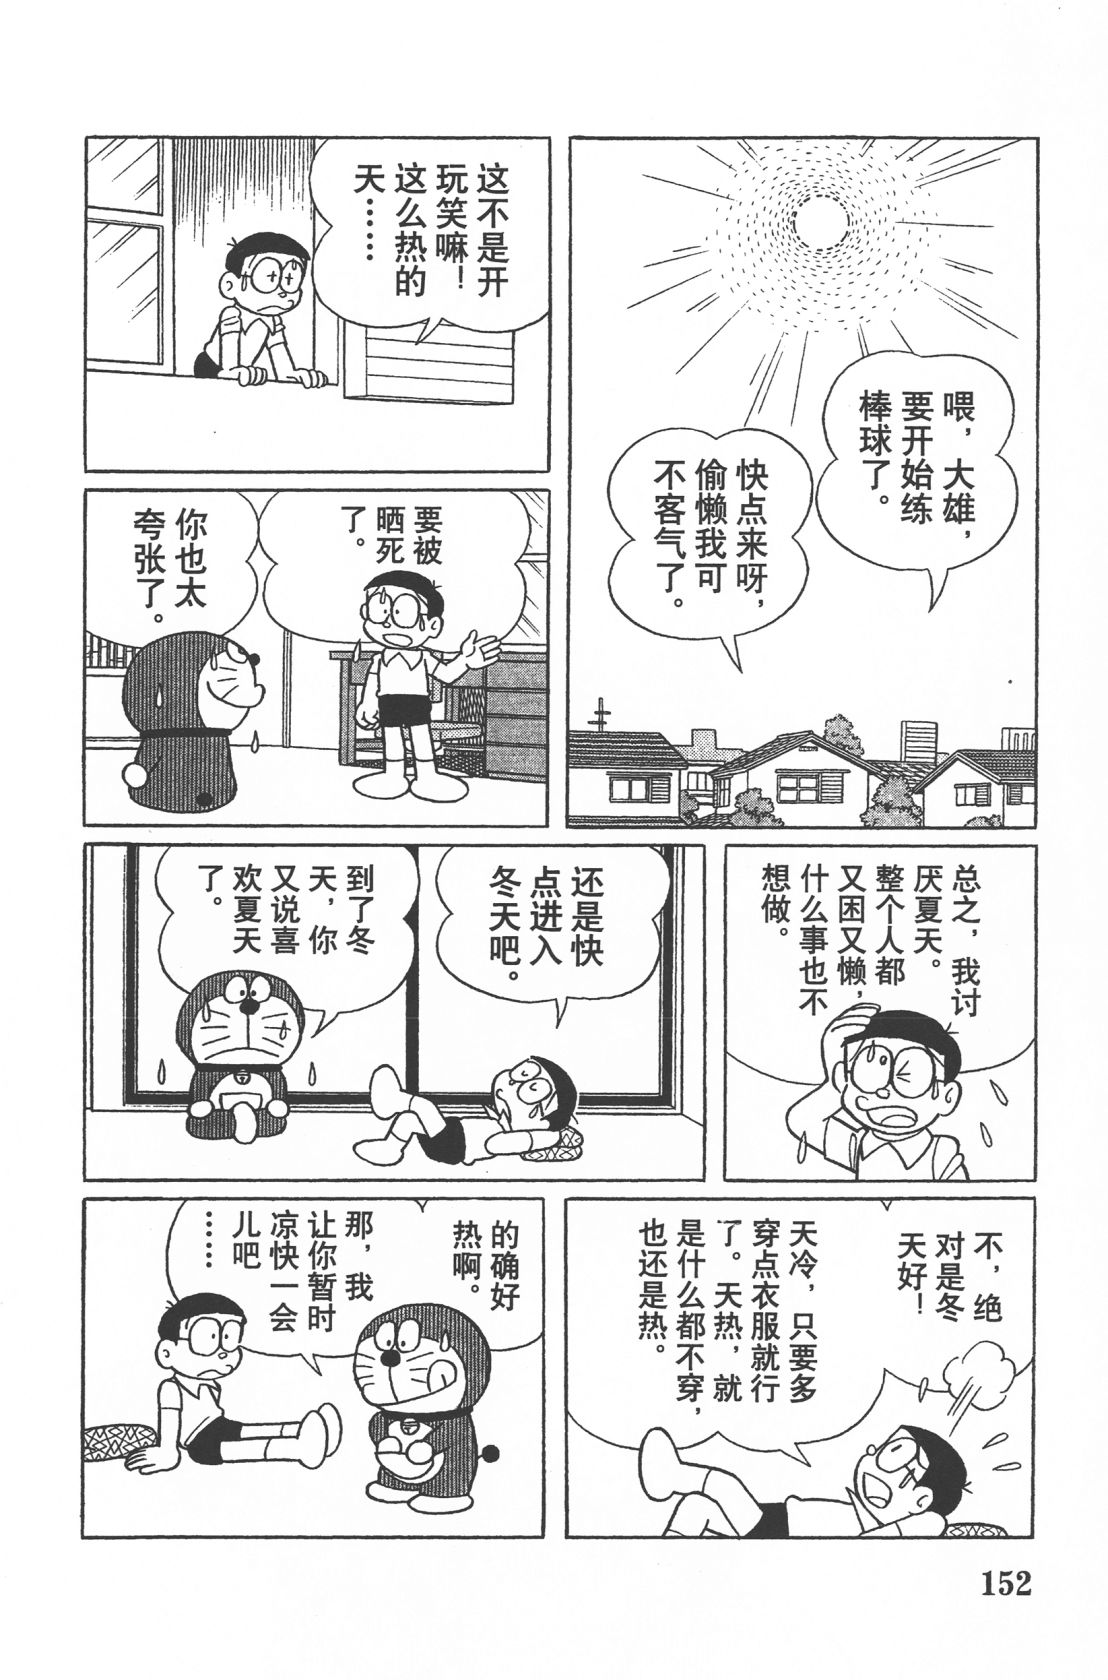 喂，大雄，
要开始练
棒球了。
快点来呀，
偷懒我可
不客气了。
这不是开
玩笑嘛！
这么热的
天……
要被
晒死
了。
你也太
夸张了。
总之，我讨
厌夏天。
整个人都
又困又懒，
什么事也不
想做。
还是快
点进入
冬天吧。
到了冬
天，你
又说喜
欢夏天
了。
不，绝
对是冬
天好！
天冷，只要多
穿点衣服就行
了。天热，就
是什么都不穿，
也还是热。
的确好
热啊。
那，我
让你暂时
凉快一会
儿吧
……
152